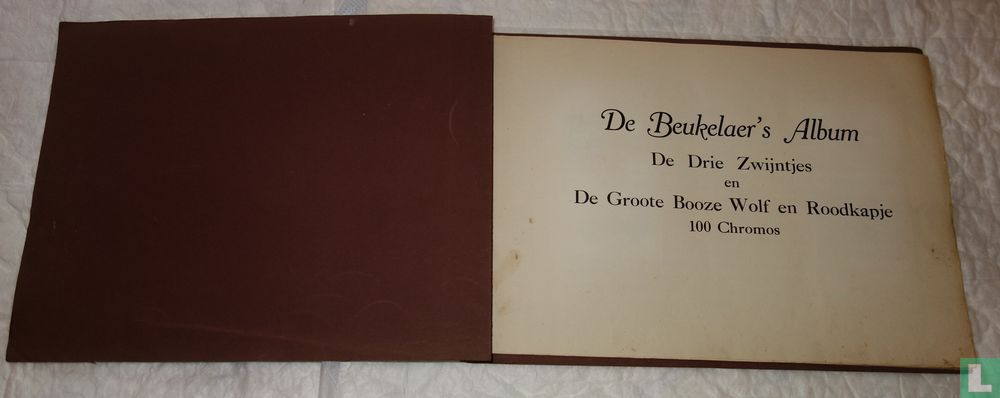 De Beukelaer's Album
De Drie Zwijntjes
en
De Groote Booze Wolf en Roodkapje
100 Chromos
L